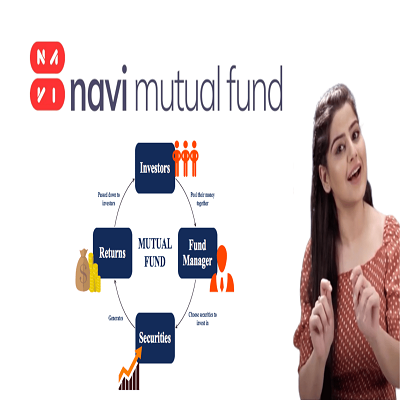 NA
VI
navi mutual fund
Investors
Passed down to
investors
Pool their money
together
Returns
MUTUAL
FUND
Fund
Manager
Generates
Choose securities to
invest in
Securities